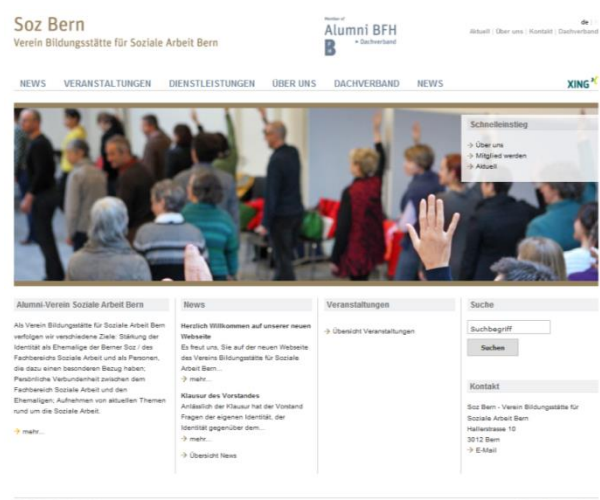 Soz Bern
Verein Bildungsstätte für Soziale Arbeit Bern
Member of
Alumni BFH
B
• Dachverband
de
Aktuell | Über uns | Kontakt | Dachverband
NEWS VERANSTALTUNGEN DIENSTLEISTUNGEN ÜBER UNS DACHVERBAND NEWS
XING
Schnelleinstieg
→ Über uns
→ Mitglied werden
→ Aktuell
Alumni-Verein Soziale Arbeit Bern
Als Verein Bildungsstätte für Soziale Arbeit Bern
verfolgen wir verschiedene Ziele: Stärkung der
Identität als Ehemalige der Berner Soz / des
Fachbereichs Soziale Arbeit und als Personen,
die dazu einen besonderen Bezug haben;
Persönliche Verbundenheit zwischen dem
Fachbereich Soziale Arbeit und den
Ehemaligen; Aufnehmen von aktuellen Themen
rund um die Soziale Arbeit.
→ mehr...
News
Herzlich Willkommen auf unserer neuen
Webseite
Es freut uns, Sie auf der neuen Webseite
des Vereins Bildungsstätte für Soziale
Arbeit Bern...
→ mehr...
Klausur des Vorstandes
Anlässlich der Klausur hat der Vorstand
Fragen der eigenen Identität, der
Identität gegenüber dem...
→ mehr...
→ Übersicht News
Veranstaltungen
→ Übersicht Veranstaltungen
Suche
Suchbegriff
Suchen
Kontakt
Soz Bern - Verein Bildungsstätte für
Soziale Arbeit Bern
Hallerstrasse 10
3012 Bern
→ E-Mail